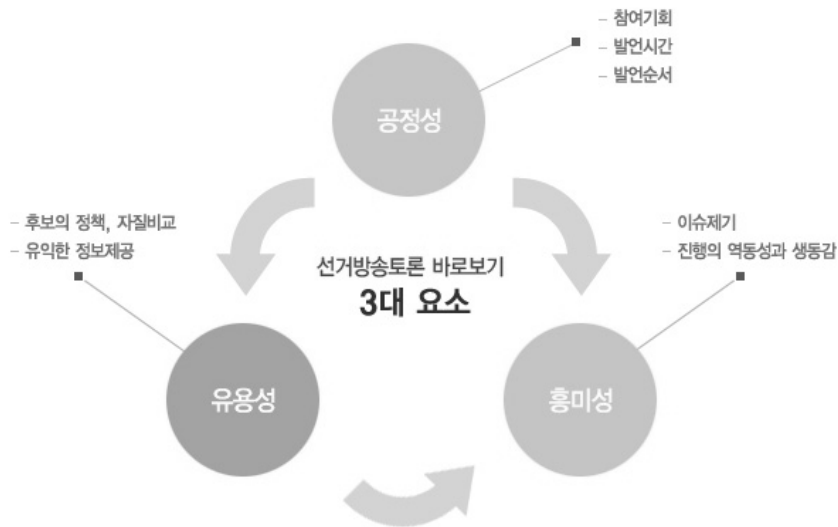 - 참여기회
- 발언시간
- 발언순서
공정성
- 후보의 정책, 자질비교
- 유익한 정보제공
- 이슈제기
- 진행의 역동성과 생동감
선거방송토론 바로보기
3대 요소
유용성
흥미성